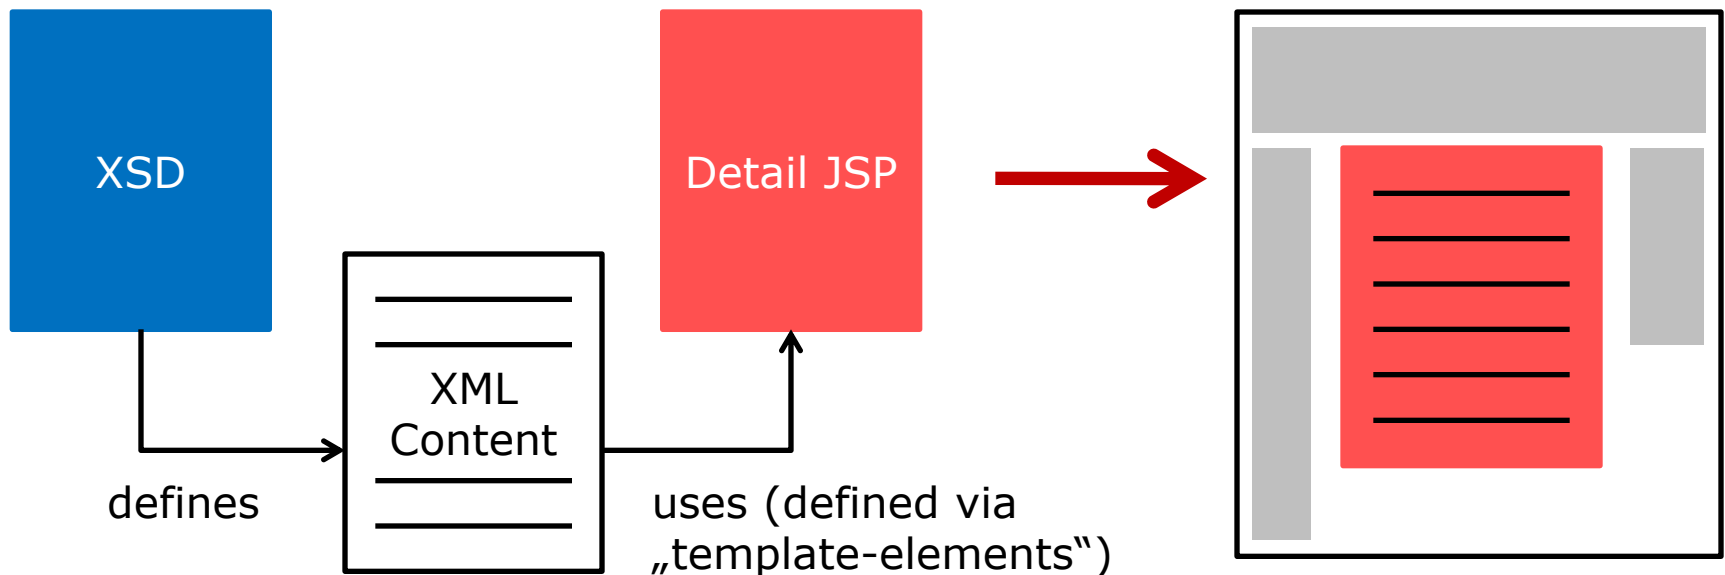 XSD
Detail JSP
XML
Content
defines
uses (defined via
„template-elements“)